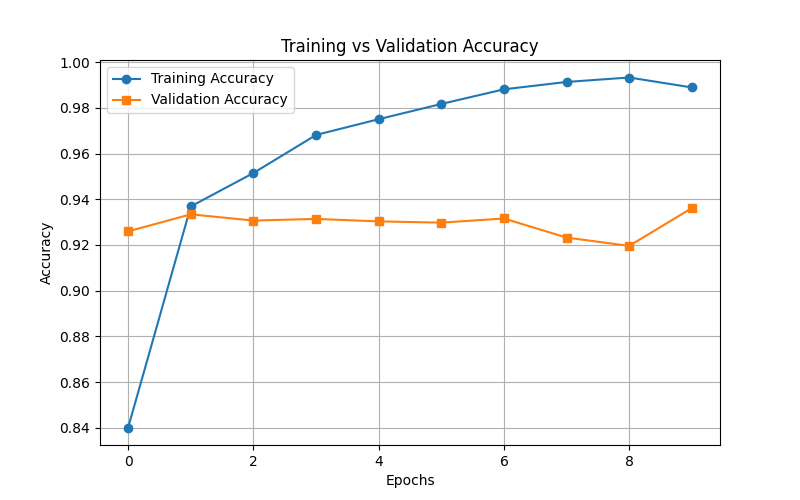 Training vs Validation Accuracy
1.00
0.98
0.96
0.94
0.92
0.90
0.88
0.86
0.84
Accuracy
Training Accuracy
Validation Accuracy
0 2 4 6 8
Epochs